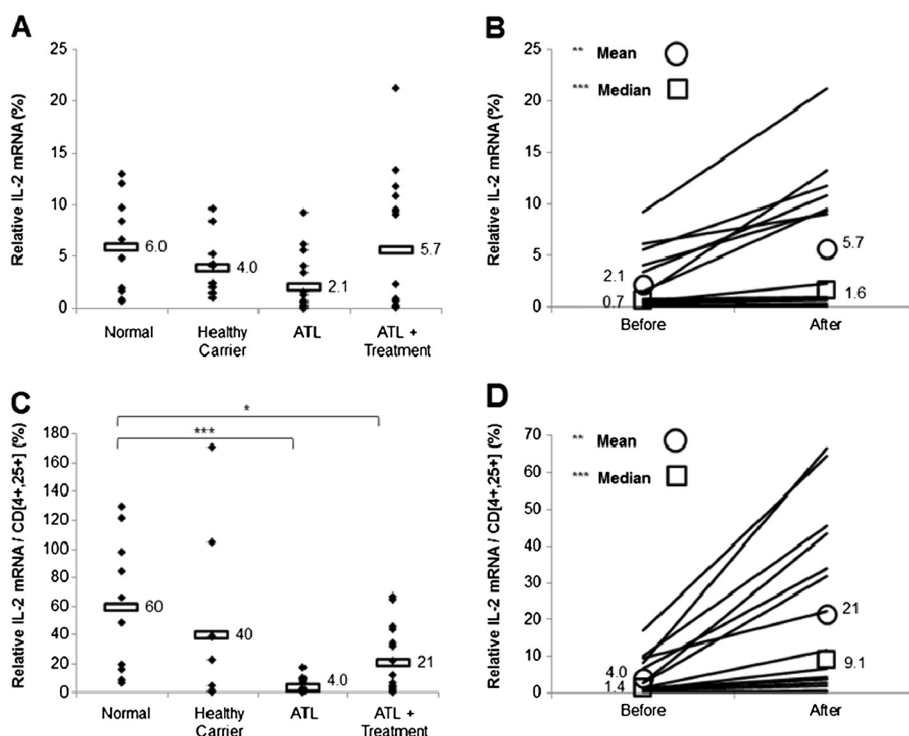 A
Relative IL-2 mRNA (%)
25
20
15
10
5
0
6.0
4.0
2.1
5.7
Normal
Healthy
Carrier
ATL
ATL +
Treatment
B
Relative IL-2 mRNA (%)
25
20
15
10
5
0
** Mean
*** Median
2.1
0.7
5.7
1.6
Before
After
C
Relative IL-2 mRNA / CD[4+,25+] (%)
180
160
140
120
100
80
60
40
20
0
*
***
60
40
4.0
21
Normal
Healthy
Carrier
ATL
ATL +
Treatment
D
Relative IL-2 mRNA / CD[4+,25+] (%)
70
60
50
40
30
20
10
0
** Mean
*** Median
4.0
1.4
21
9.1
Before
After